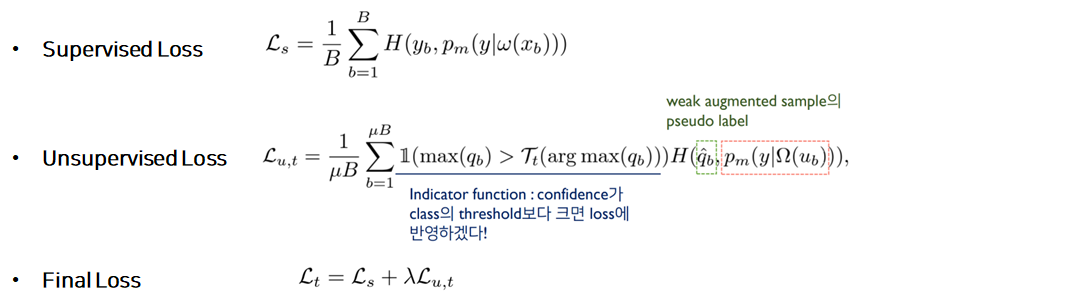 • Supervised Loss $\mathcal{L}_s = \frac{1}{B} \sum_{b=1}^{B} H(y_b, p_m(y|\omega(x_b)))$
weak augmented sample의
pseudo label
• Unsupervised Loss $\mathcal{L}_{u,t} = \frac{1}{\mu B} \sum_{b=1}^{\mu B} \mathbb{1}(\max(q_b) > \mathcal{T}_t(\arg\max(q_b))) H(\hat{q}_b, p_m(y|\Omega(u_b))),$
Indicator function : confidence가
class의 threshold보다 크면 loss에
반영하겠다!
• Final Loss $\mathcal{L}_t = \mathcal{L}_s + \lambda \mathcal{L}_{u,t}$